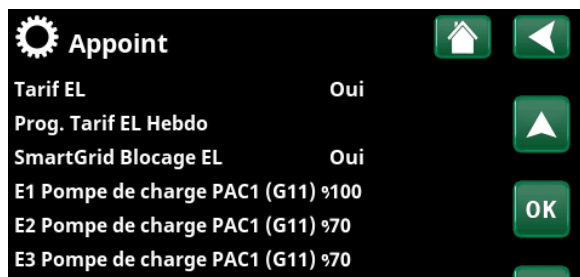 Appoint
Tarif EL Oui
Prog. Tarif EL Hebdo
SmartGrid Blocage EL Oui
E1 Pompe de charge PAC1 (G11) %100
OK
E2 Pompe de charge PAC1 (G11) %70
E3 Pompe de charge PAC1 (G11) %70